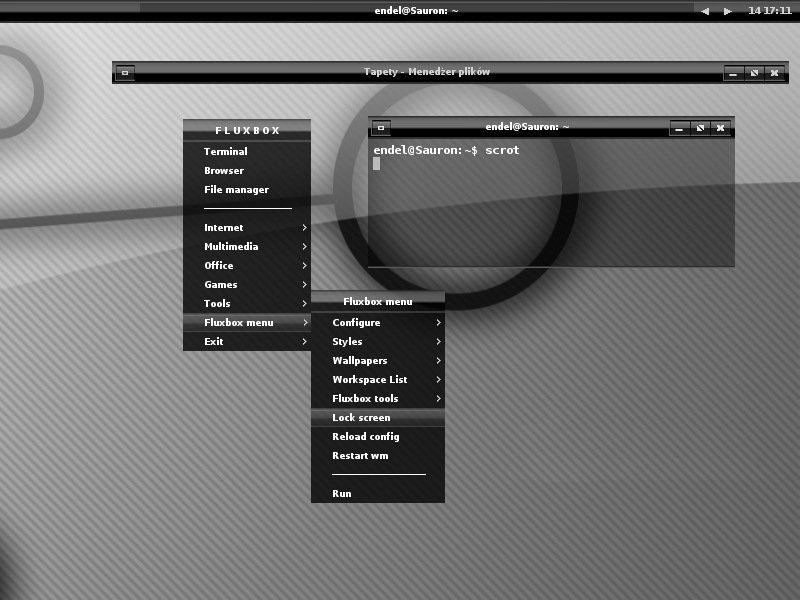 endel@Sauron: ~
14 17:11
Tapety - Menedżer plików
endel@Sauron: ~
endel@Sauron:~$ scrot
FLUXBOX
Terminal
Browser
File manager
Internet
Multimedia
Office
Games
Tools
Fluxbox menu
Exit
Fluxbox menu
Configure
Styles
Wallpapers
Workspace List
Fluxbox tools
Lock screen
Reload config
Restart wm
Run